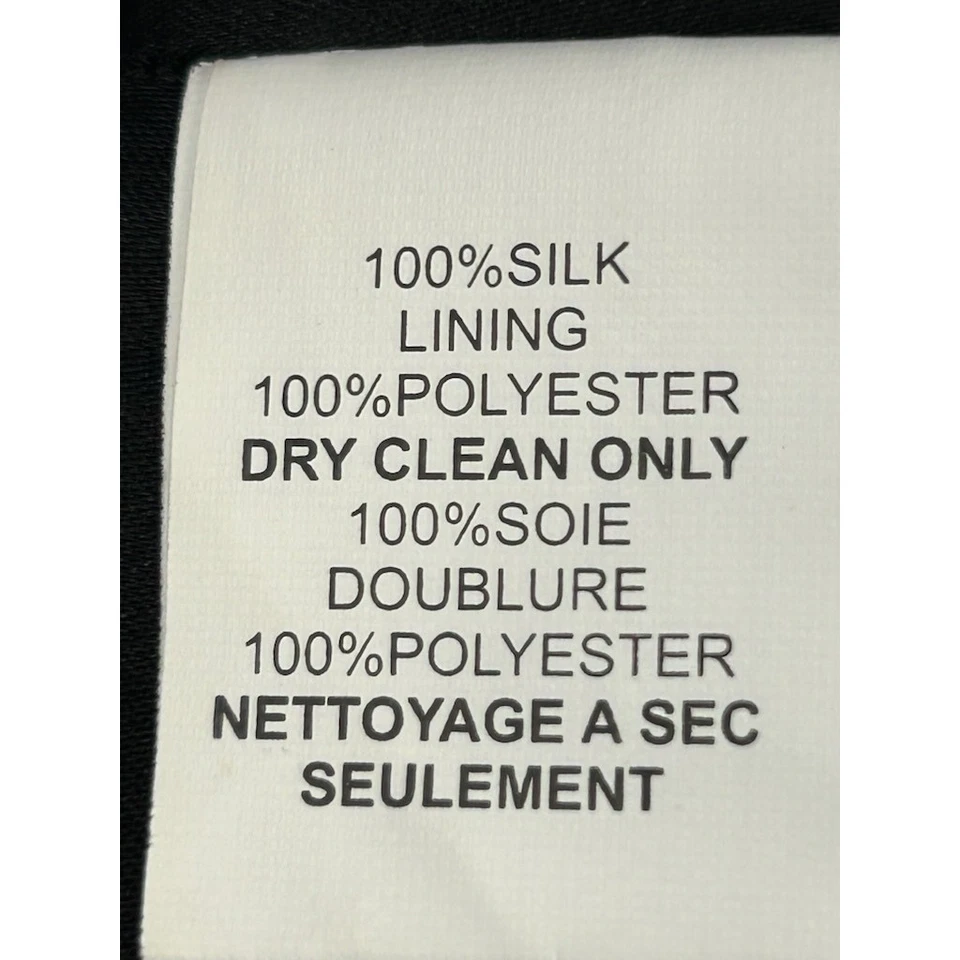 100%SILK
LINING
100%POLYESTER
DRY CLEAN ONLY
100%SOIE
DOUBLURE
100%POLYESTER
NETTOYAGE A SEC
SEULEMENT